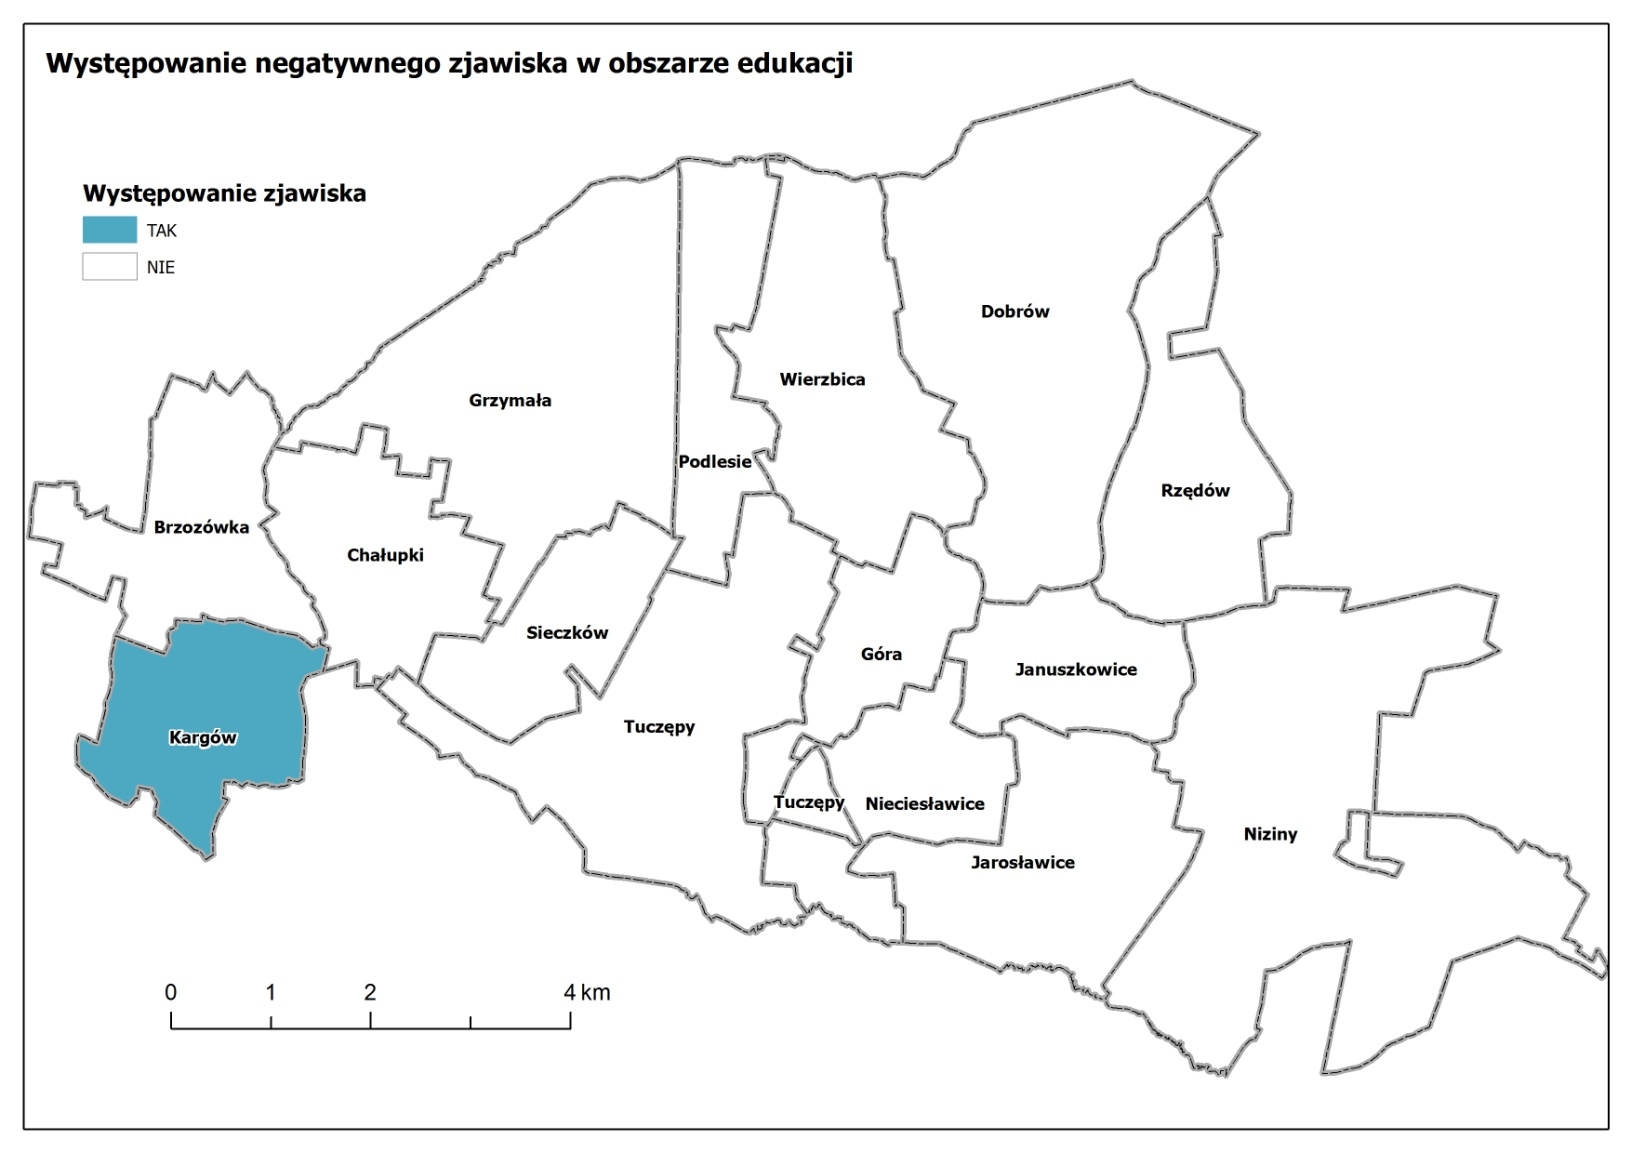 Występowanie negatywnego zjawiska w obszarze edukacji
Występowanie zjawiska
TAK
NIE
Dobrów
Wierzbica
Grzymała
Podlesie
Rzędów
Brzozówka
Chałupki
Sieczków
Góra
Januszkowice
Tuczępy
Kargów
Tuczępy
Nieciesławice
Niziny
Jarosławice
0 1 2 4 km